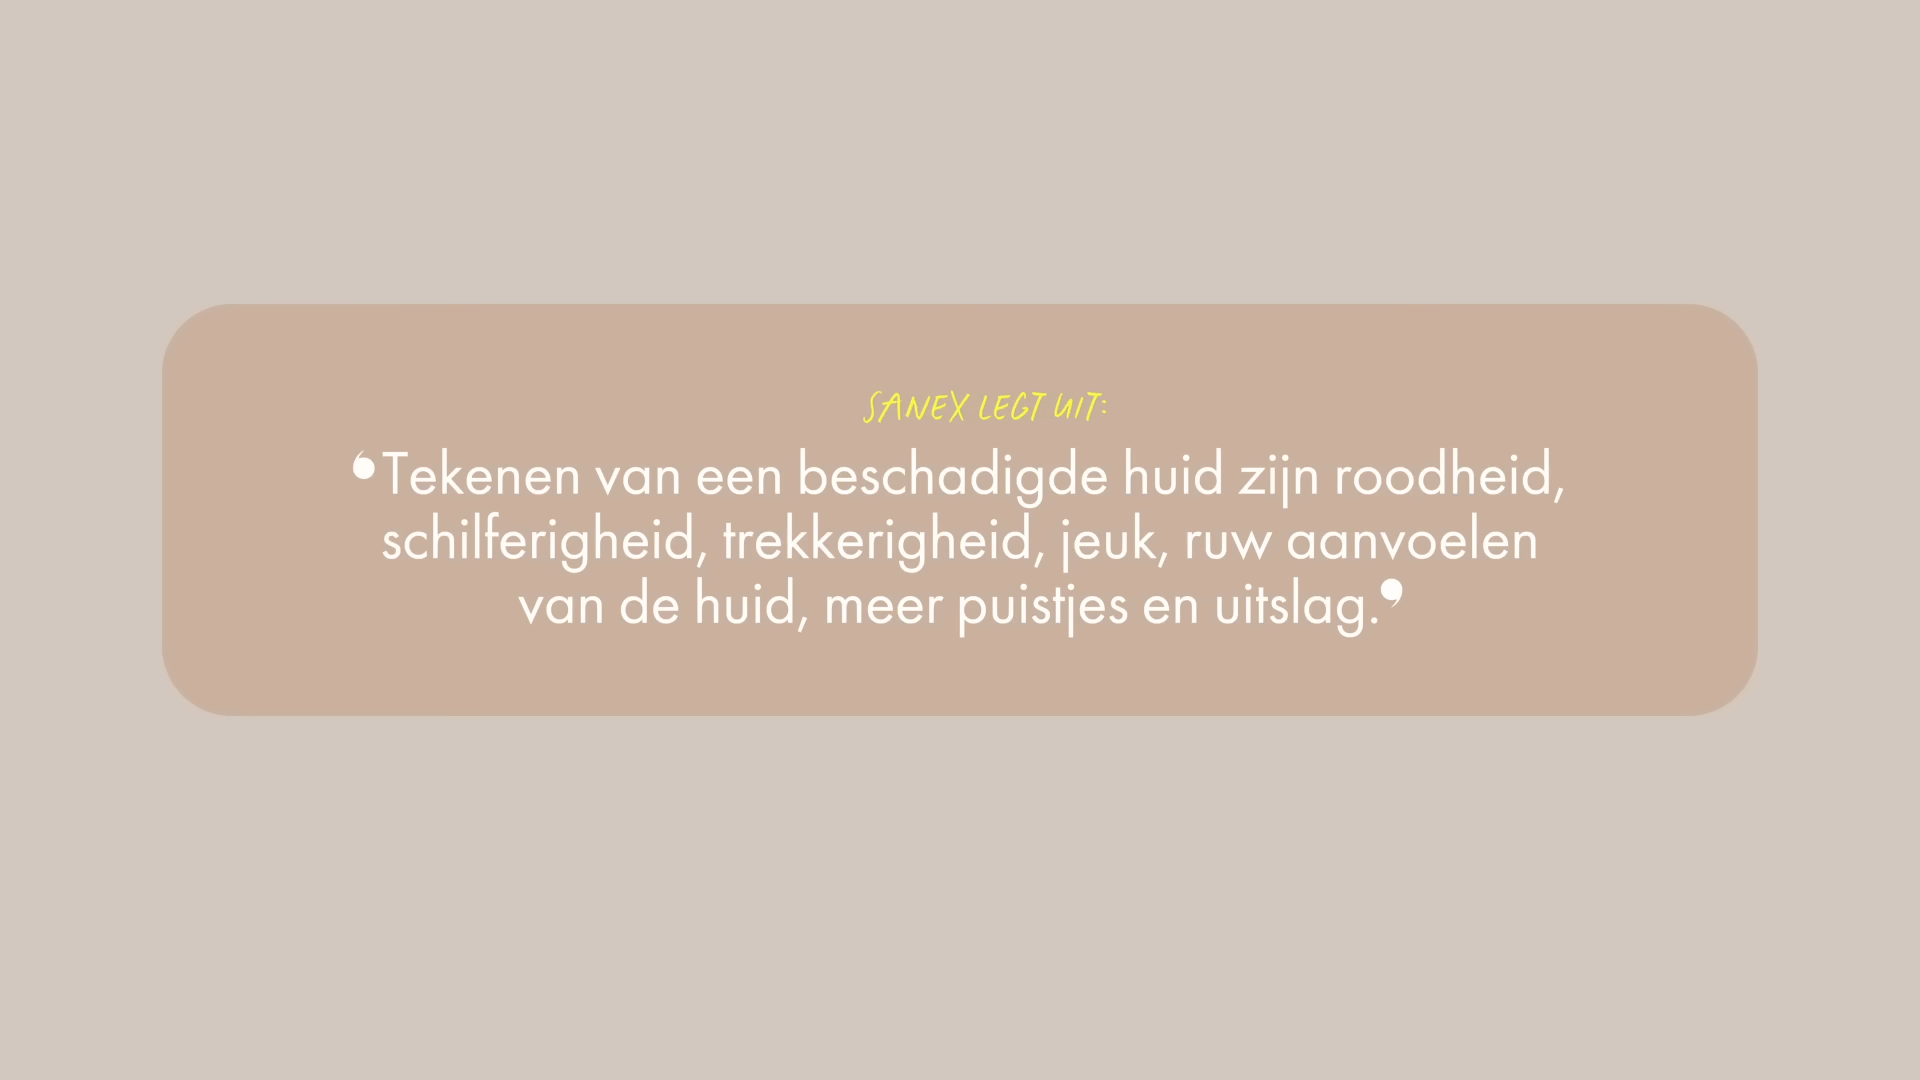 SANEX LEGT UIT:
❛Tekenen van een beschadigde huid zijn roodheid,
schilferigheid, trekkerigheid, jeuk, ruw aanvoelen
van de huid, meer puistjes en uitslag.❜